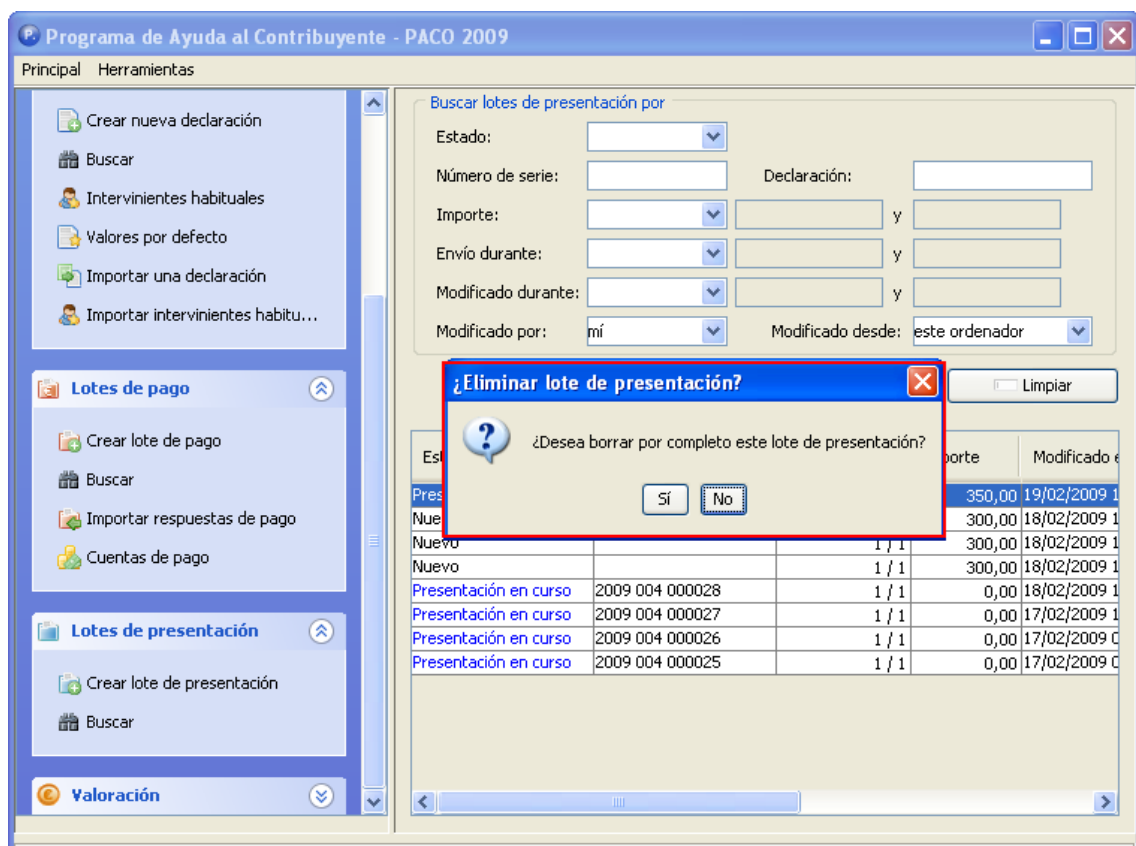 Programa de Ayuda al Contribuyente - PACO 2009
Principal Herramientas
Crear nueva declaración
Buscar
Intervinientes habituales
Valores por defecto
Importar una declaración
Importar intervinientes habitu...
Lotes de pago
Crear lote de pago
Buscar
Importar respuestas de pago
Cuentas de pago
Lotes de presentación
Crear lote de presentación
Buscar
Valoración
Buscar lotes de presentación por
Estado:
Número de serie: Declaración:
Importe: y
Envío durante: y
Modificado durante: y
Modificado por: mí Modificado desde: este ordenador
Limpiar
¿Eliminar lote de presentación?
¿Desea borrar por completo este lote de presentación?
Sí No
Est porte Modificado e
Pres 350,00 19/02/2009 1
Nue 300,00 18/02/2009 1
Nuevo 1 / 1 300,00 18/02/2009 1
Nuevo 1 / 1 300,00 18/02/2009 1
Presentación en curso 2009 004 000028 1 / 1 0,00 18/02/2009 1
Presentación en curso 2009 004 000027 1 / 1 0,00 17/02/2009 1
Presentación en curso 2009 004 000026 1 / 1 0,00 17/02/2009 0
Presentación en curso 2009 004 000025 1 / 1 0,00 17/02/2009 0